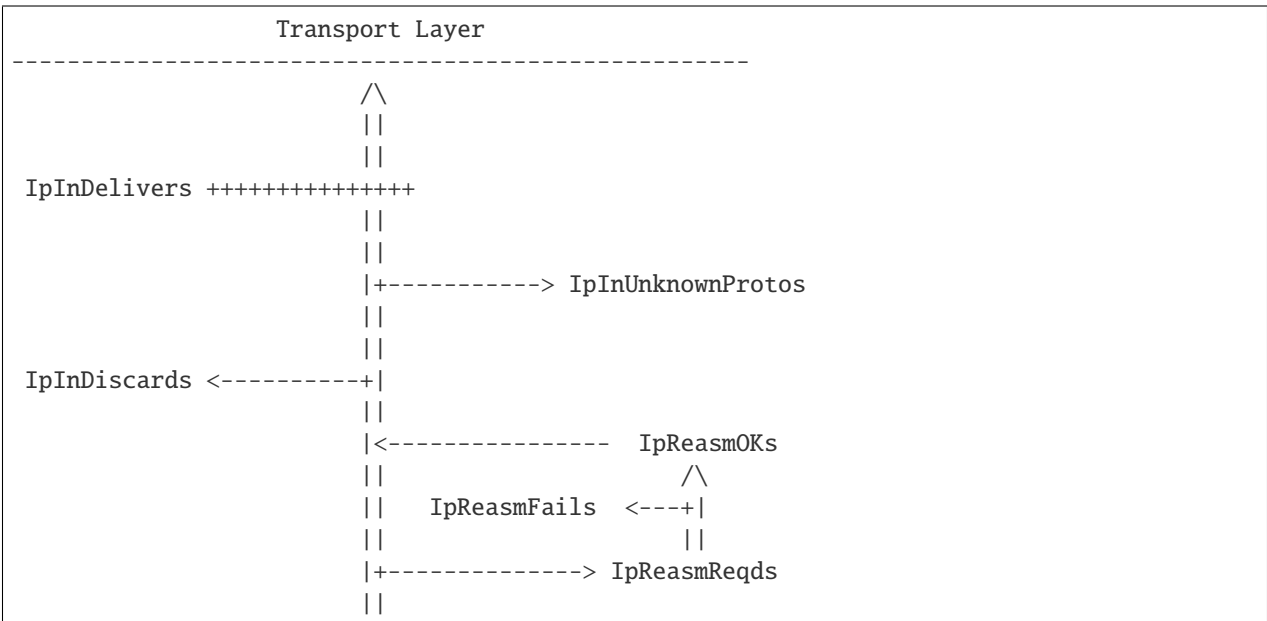 Transport Layer
-----------------------------------------------------
/\
||
||
IpInDelivers +++++++++++++++
||
||
|+-----------> IpInUnknownProtos
||
||
IpInDiscards <----------+|
||
|<---------------- IpReasmOKs
|| /\
|| IpReasmFails <---+|
|| ||
|+--------------> IpReasmReqds
||